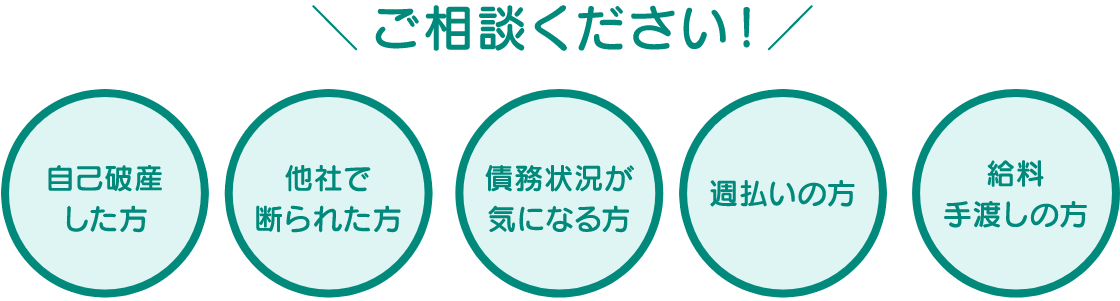 ＼ ご相談ください！ ／
自己破産
した方
他社で
断られた方
債務状況が
気になる方
週払いの方
給料
手渡しの方